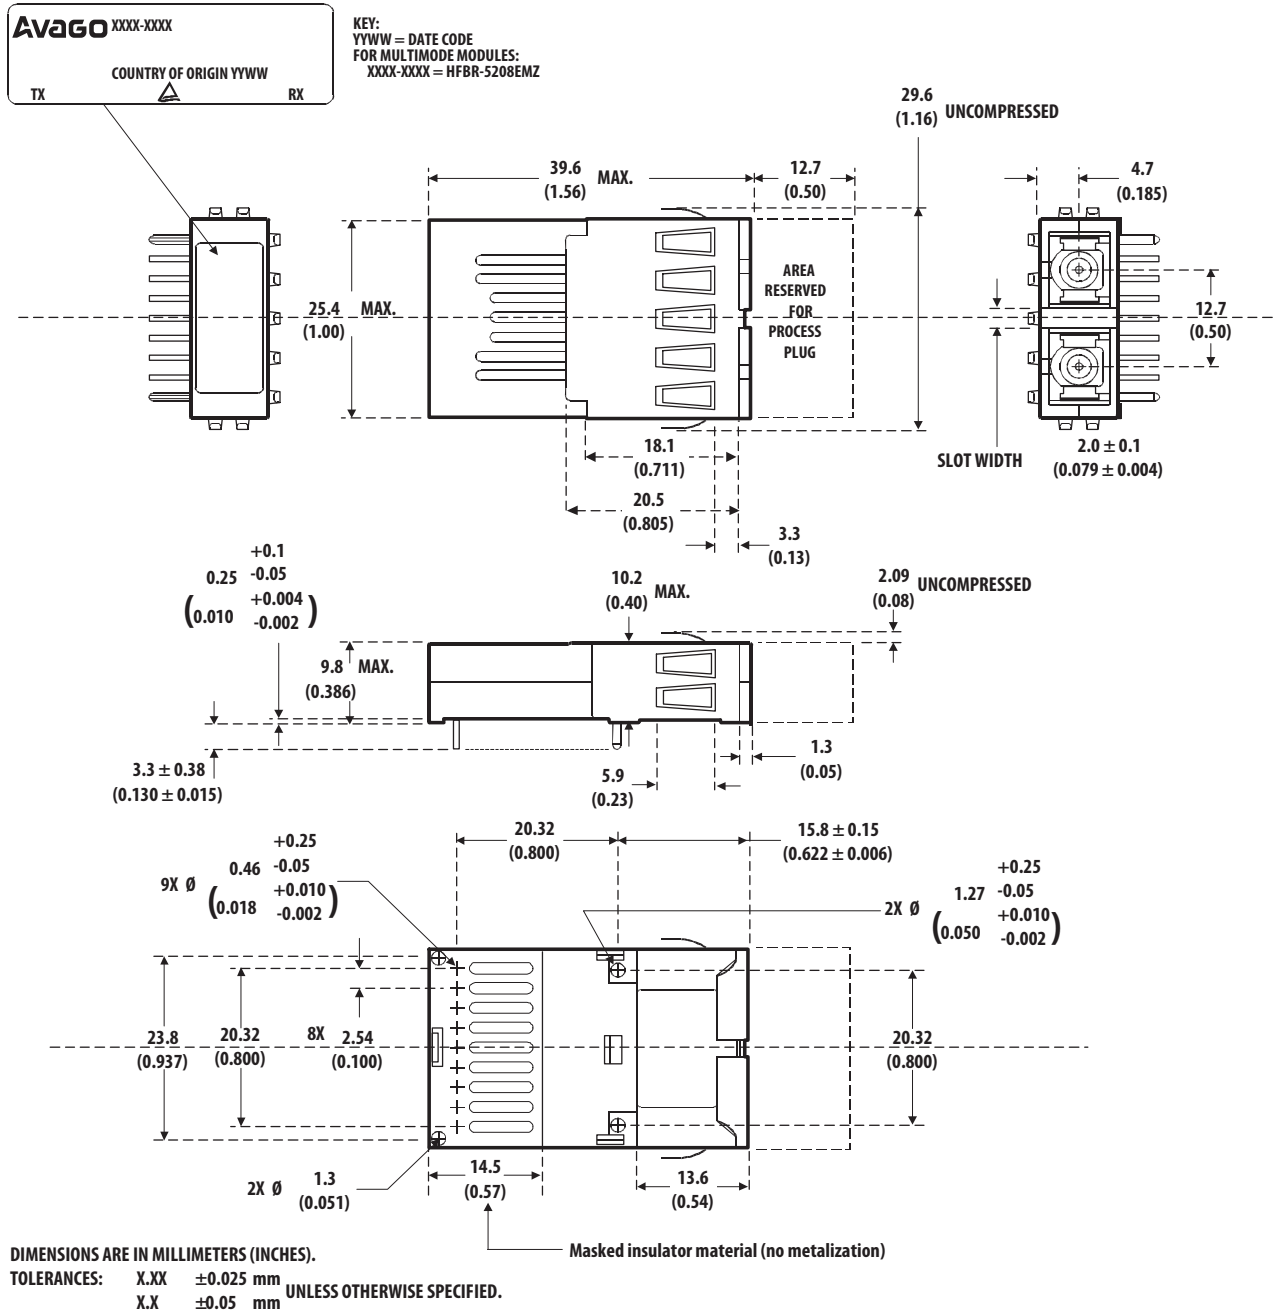 Avago XXXX-XXXX
COUNTRY OF ORIGIN YYWW
TX
RX
KEY:
YYWW = DATE CODE
FOR MULTIMODE MODULES:
XXXX-XXXX = HFBR-5208EMZ
29.6
(1.16)
UNCOMPRESSED
39.6
(1.56)
MAX.
12.7
(0.50)
4.7
(0.185)
25.4
(1.00)
MAX.
AREA
RESERVED
FOR
PROCESS
PLUG
12.7
(0.50)
18.1
(0.711)
SLOT WIDTH
2.0 ± 0.1
(0.079 ± 0.004)
20.5
(0.805)
3.3
(0.13)
+0.1
0.25 -0.05
+0.004
(0.010 -0.002)
10.2
(0.40)
MAX.
2.09
(0.08)
UNCOMPRESSED
9.8
(0.386)
MAX.
3.3 ± 0.38
(0.130 ± 0.015)
5.9
(0.23)
1.3
(0.05)
20.32
(0.800)
15.8 ± 0.15
(0.622 ± 0.006)
+0.25
9X Ø 0.46 -0.05
+0.010
(0.018 -0.002)
+0.25
2X Ø 1.27 -0.05
+0.010
(0.050 -0.002)
23.8
(0.937)
20.32
(0.800)
8X 2.54
(0.100)
20.32
(0.800)
2X Ø 1.3
(0.051)
14.5
(0.57)
13.6
(0.54)
Masked insulator material (no metalization)
DIMENSIONS ARE IN MILLIMETERS (INCHES).
TOLERANCES: X.XX ±0.025 mm
UNLESS OTHERWISE SPECIFIED.
X.X ±0.05 mm